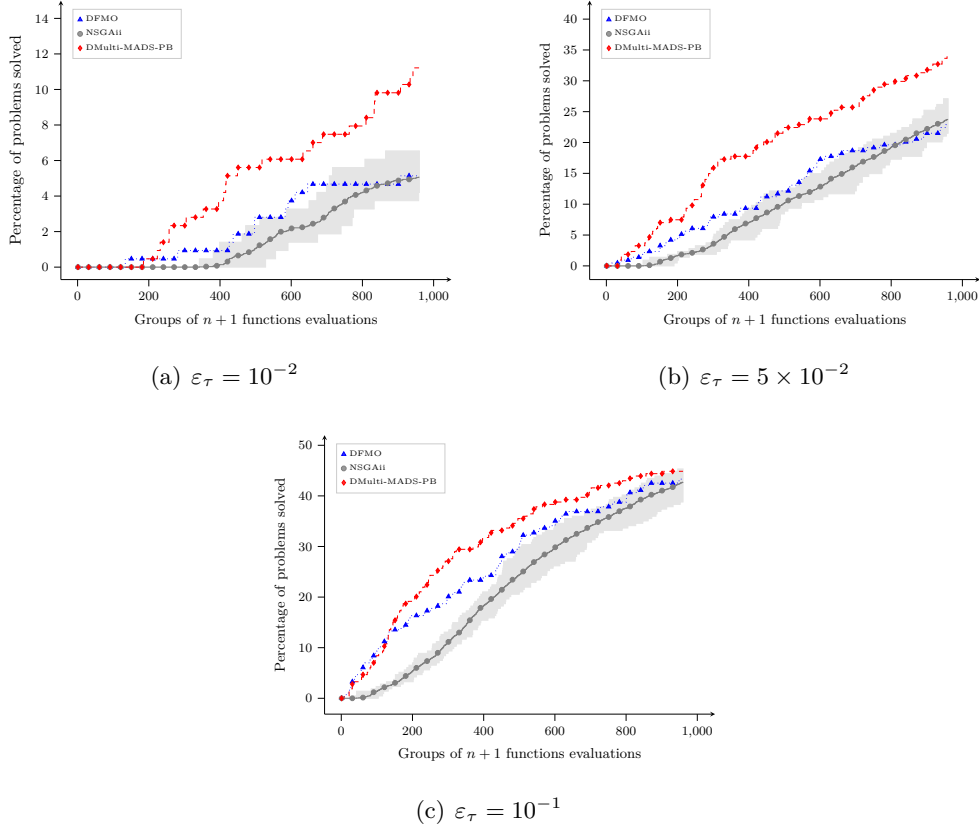 14
12
10
8
6
4
2
0
Percentage of problems solved
DFMO
NSGAii
DMulti-MADS-PB
0 200 400 600 800 1,000
Groups of n + 1 functions evaluations
(a) ε_τ = 10^−2
40
35
30
25
20
15
10
5
0
Percentage of problems solved
DFMO
NSGAii
DMulti-MADS-PB
0 200 400 600 800 1,000
Groups of n + 1 functions evaluations
(b) ε_τ = 5 × 10^−2
50
40
30
20
10
0
Percentage of problems solved
DFMO
NSGAii
DMulti-MADS-PB
0 200 400 600 800 1,000
Groups of n + 1 functions evaluations
(c) ε_τ = 10^−1